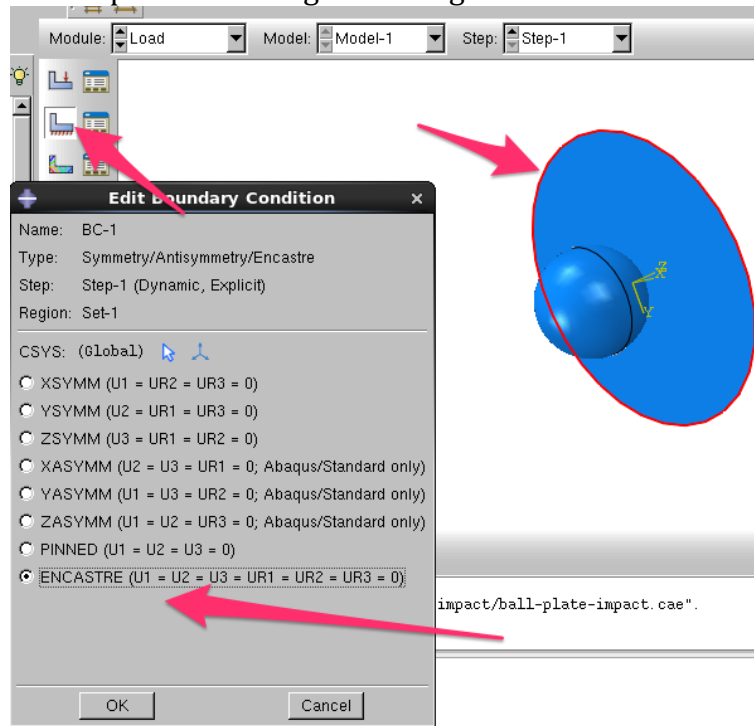 Module: Load Model: Model-1 Step: Step-1
Edit Boundary Condition
Name: BC-1
Type: Symmetry/Antisymmetry/Encastre
Step: Step-1 (Dynamic, Explicit)
Region: Set-1
CSYS: (Global)
XSYMM (U1 = UR2 = UR3 = 0)
YSYMM (U2 = UR1 = UR3 = 0)
ZSYMM (U3 = UR1 = UR2 = 0)
XASYMM (U2 = U3 = UR1 = 0; Abaqus/Standard only)
YASYMM (U1 = U3 = UR2 = 0; Abaqus/Standard only)
ZASYMM (U1 = U2 = UR3 = 0; Abaqus/Standard only)
PINNED (U1 = U2 = U3 = 0)
ENCASTRE (U1 = U2 = U3 = UR1 = UR2 = UR3 = 0)
OK Cancel
Z
X
Y
impact/ball-plate-impact.cae".